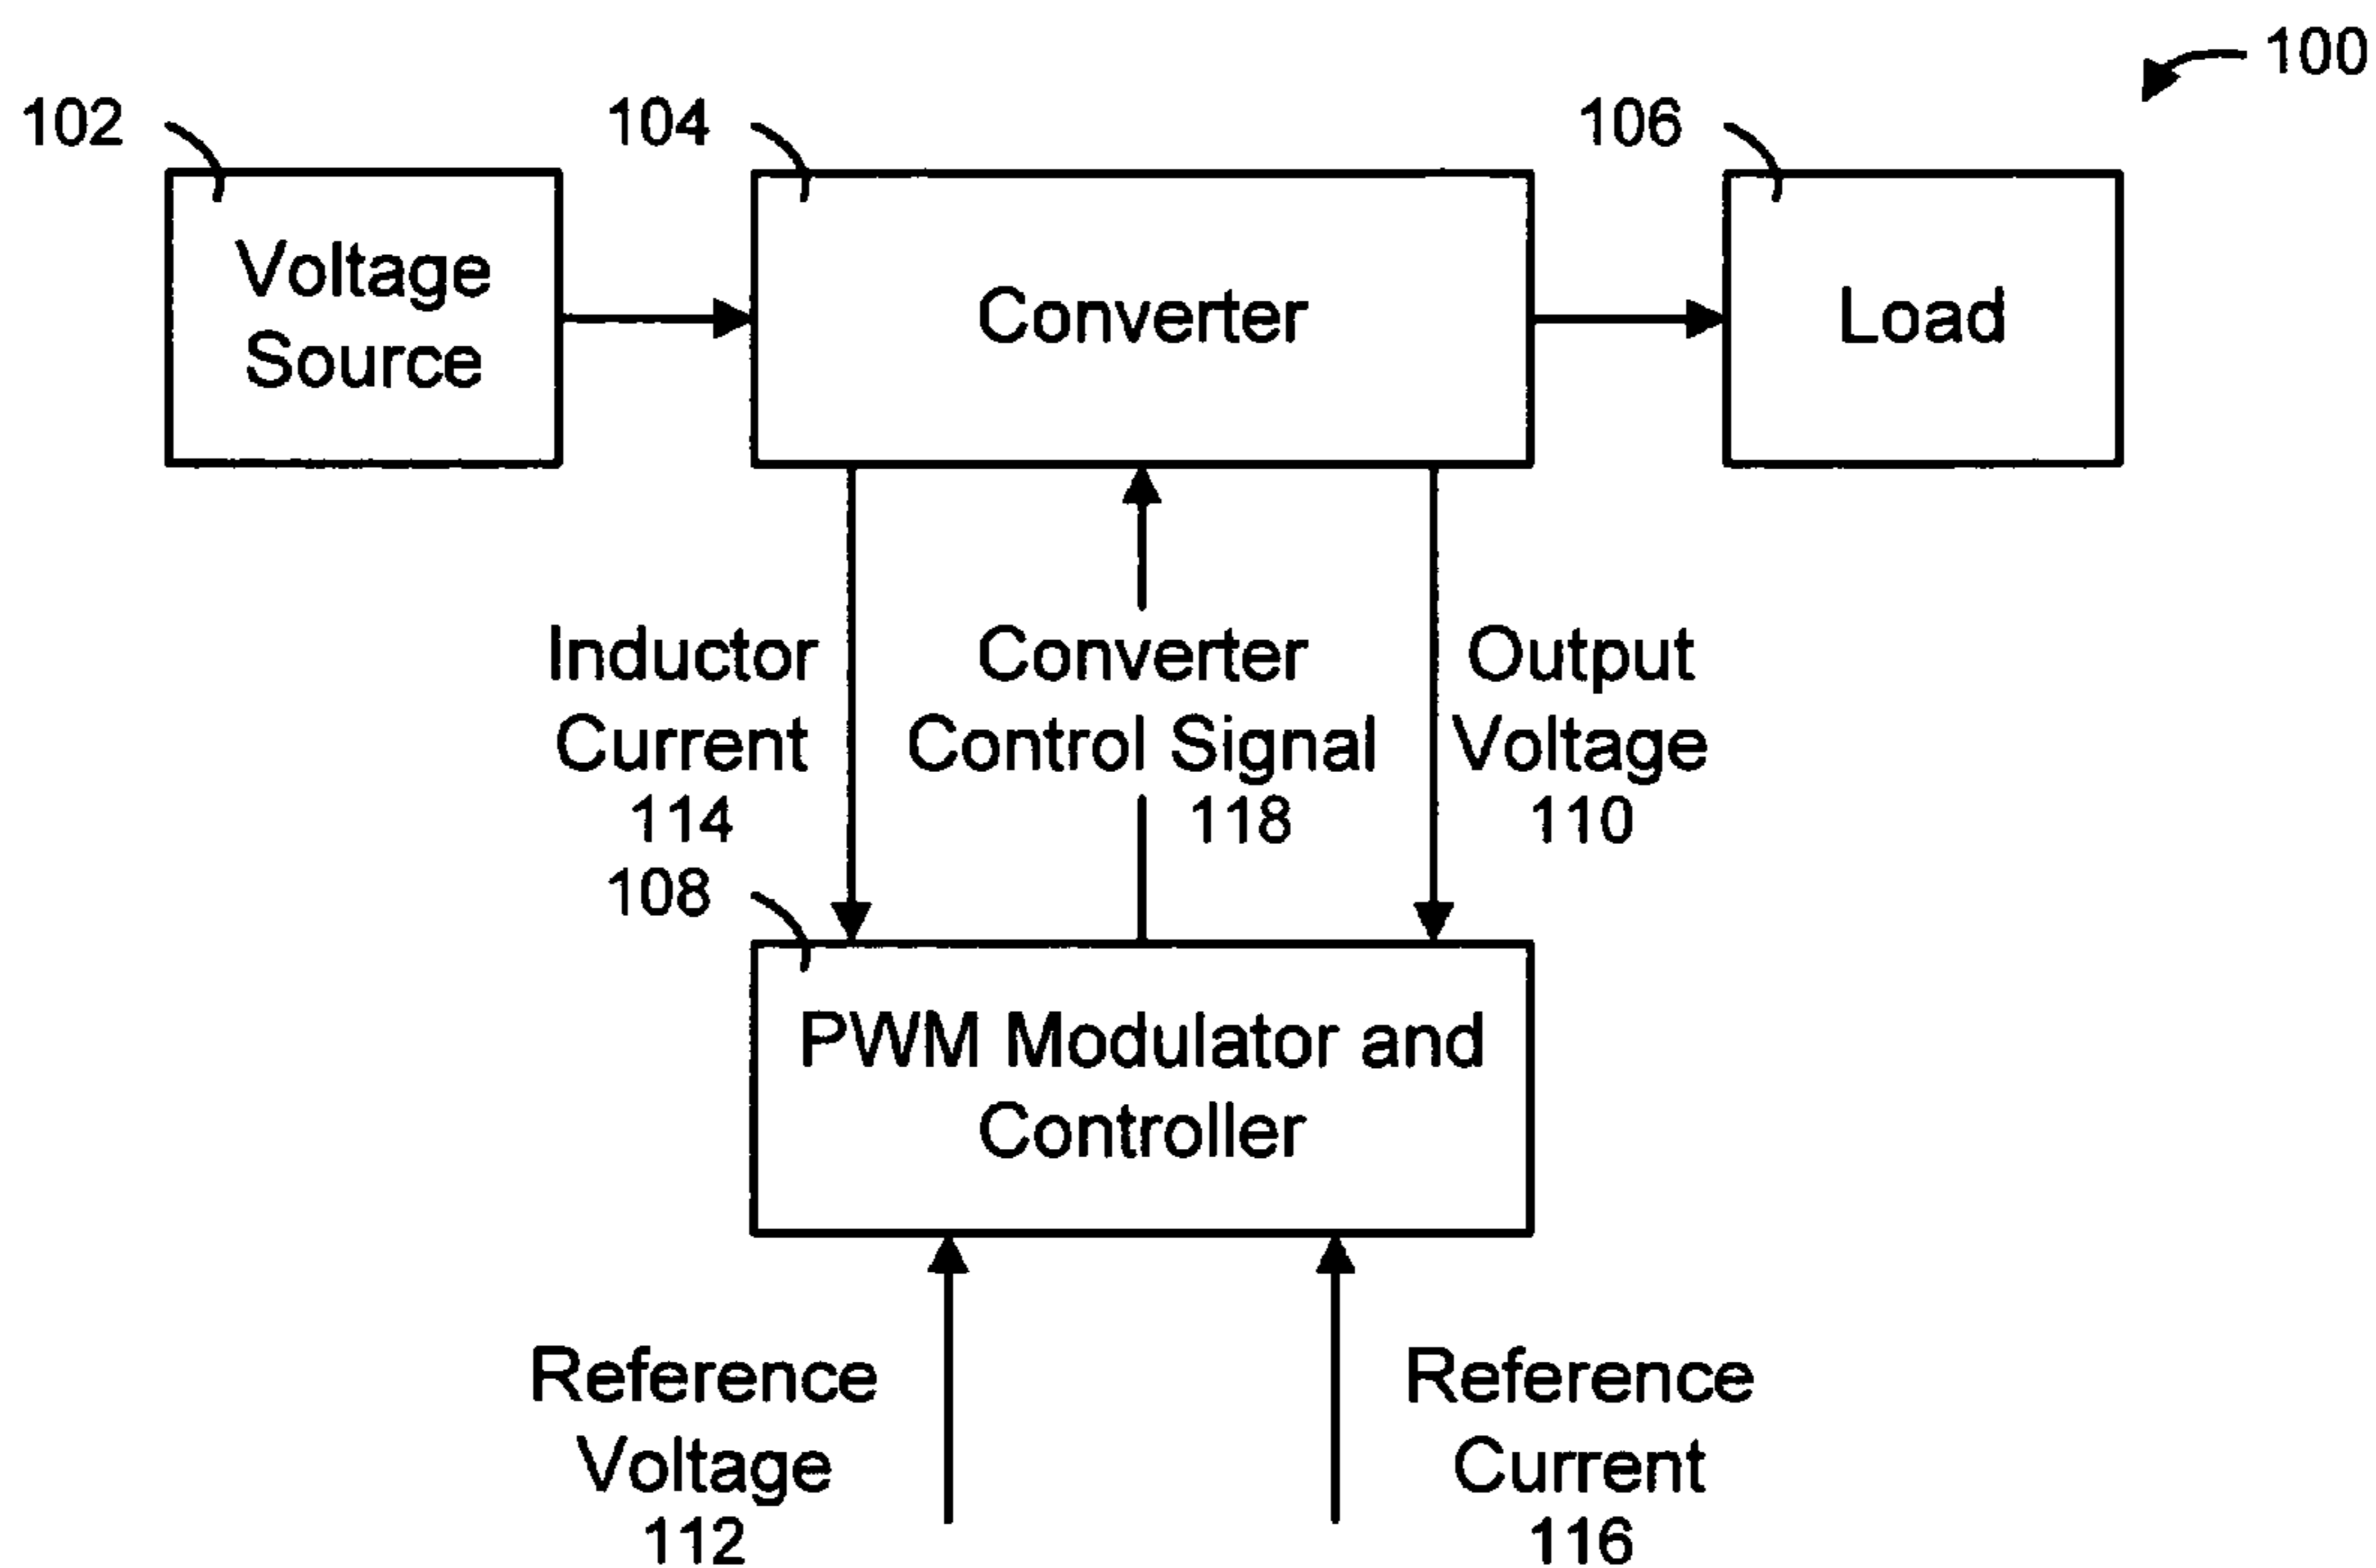 100
102
104
106
Voltage
Source
Converter
Load
Inductor
Current
114
Converter
Control Signal
118
Output
Voltage
110
108
PWM Modulator and
Controller
Reference
Voltage
112
Reference
Current
116